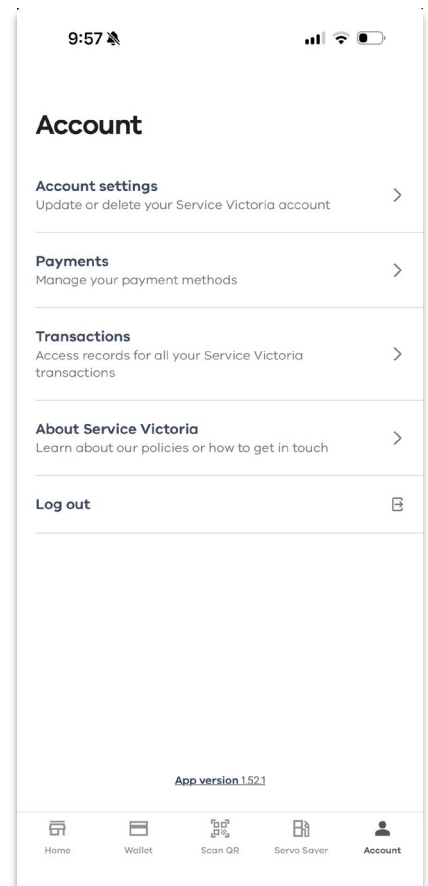 9:57
Account
Account settings
Update or delete your Service Victoria account
Payments
Manage your payment methods
Transactions
Access records for all your Service Victoria
transactions
About Service Victoria
Learn about our policies or how to get in touch
Log out
App version 1.52.1
Home Wallet Scan QR Servo Saver Account